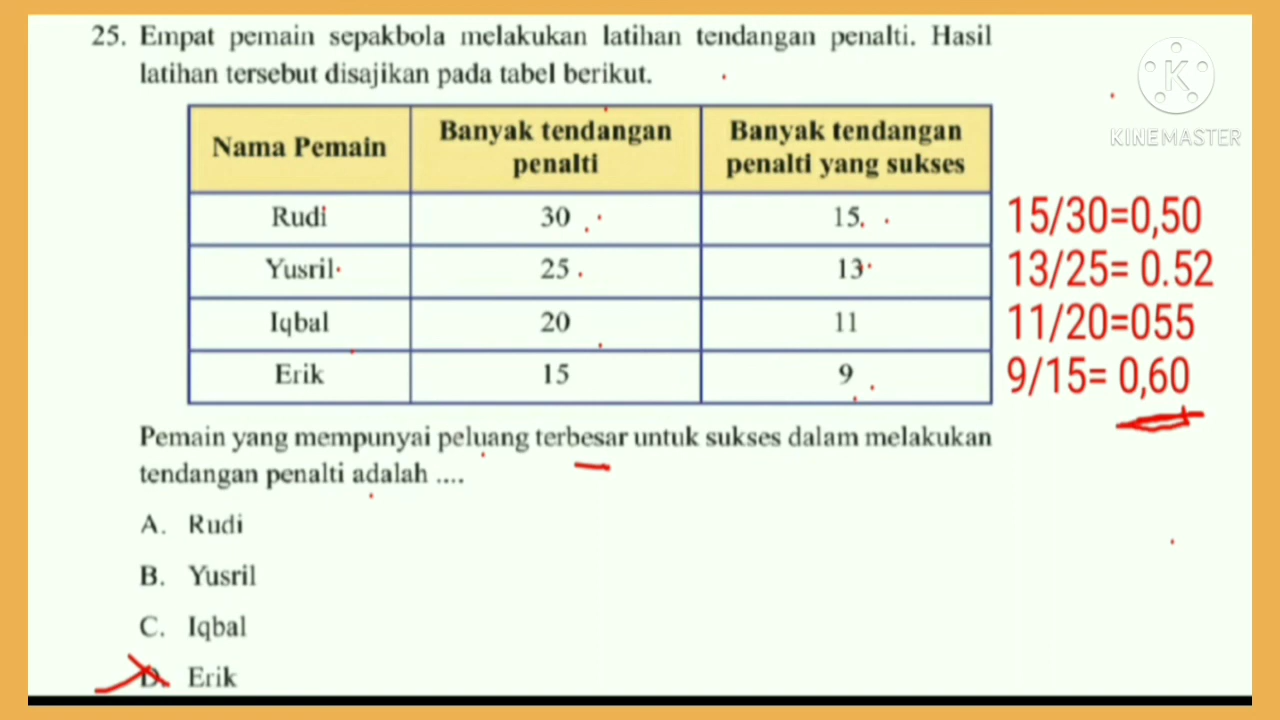 25. Empat pemain sepakbola melakukan latihan tendangan penalti. Hasil
latihan tersebut disajikan pada tabel berikut.
KINEMASTER
Nama Pemain Banyak tendangan penalti Banyak tendangan penalti yang sukses
Rudi 30 15 15/30=0,50
Yusril 25 13 13/25= 0.52
Iqbal 20 11 11/20=055
Erik 15 9 9/15= 0,60
Pemain yang mempunyai peluang terbesar untuk sukses dalam melakukan
tendangan penalti adalah ....
A. Rudi
B. Yusril
C. Iqbal
D. Erik